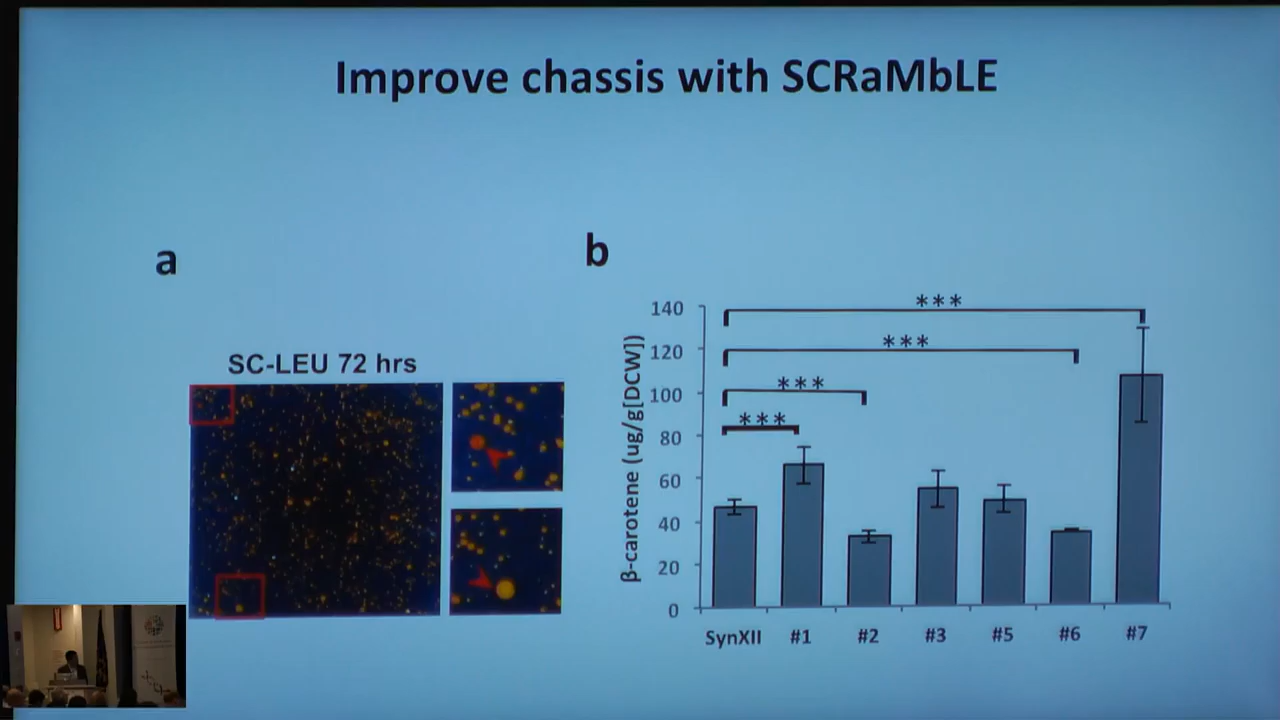 Improve chassis with SCRaMbLE
a
SC-LEU 72 hrs
b
β-carotene (ug/g[DCW])
140
120
100
80
60
40
20
0
***
***
***
***
SynXII #1 #2 #3 #5 #6 #7